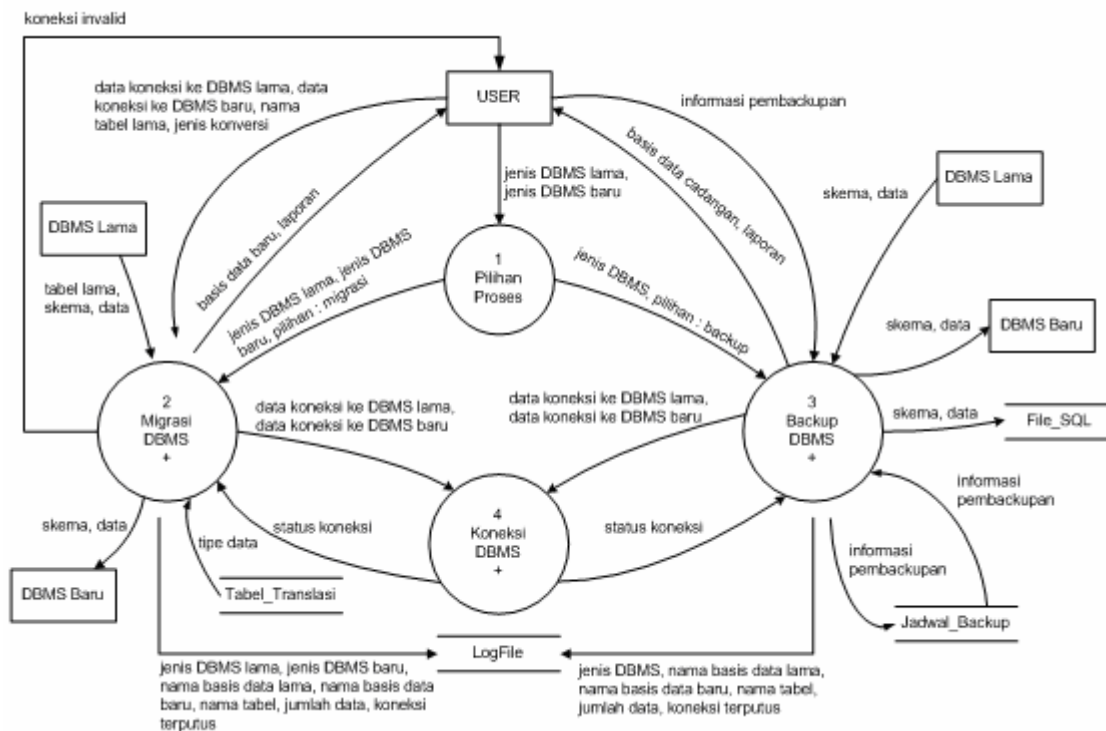 koneksi invalid
USER
data koneksi ke DBMS lama, data
koneksi ke DBMS baru, nama
tabel lama, jenis konversi
informasi pembackupan
basis data baru, laporan
jenis DBMS lama,
jenis DBMS baru
basis data cadangan, laporan
skema, data
DBMS Lama
DBMS Lama
tabel lama,
skema, data
jenis DBMS lama, jenis DBMS
baru, pilihan : migrasi
1
Pilihan
Proses
jenis DBMS, pilihan : backup
skema, data
DBMS Baru
2
Migrasi
DBMS
+
data koneksi ke DBMS lama,
data koneksi ke DBMS baru
data koneksi ke DBMS lama,
data koneksi ke DBMS baru
3
Backup
DBMS
+
skema, data
File_SQL
skema, data
DBMS Baru
tipe data
Tabel_Translasi
status koneksi
4
Koneksi
DBMS
+
status koneksi
informasi
pembackupan
informasi
pembackupan
Jadwal_Backup
LogFile
jenis DBMS lama, jenis DBMS baru,
nama basis data lama, nama basis data
baru, nama tabel, jumlah data, koneksi
terputus
jenis DBMS, nama basis data lama,
nama basis data baru, nama tabel,
jumlah data, koneksi terputus